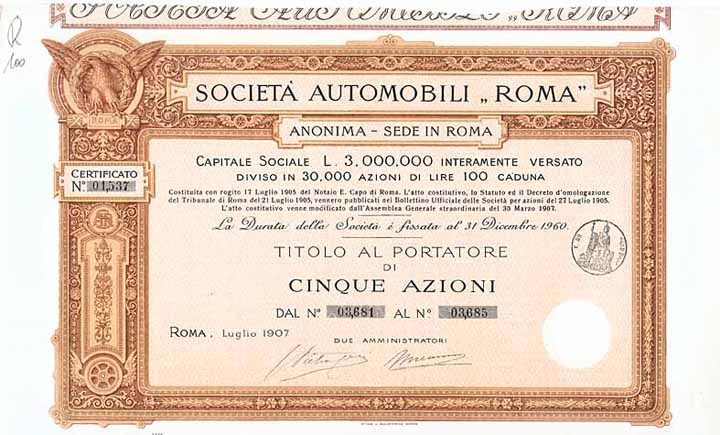 R
100
ROMA
SOCIETÀ AUTOMOBILI „ROMA”
ANONIMA - SEDE IN ROMA
CERTIFICATO
Nº 01,537
CAPITALE SOCIALE L. 3,000,000 INTERAMENTE VERSATO
DIVISO IN 30,000 AZIONI DI LIRE 100 CADUNA
Costituita con rogito 17 Luglio 1905 del Notaio E. Capo di Roma. L'atto costitutivo, lo Statuto ed il Decreto d'omologazione
del Tribunale di Roma del 21 Luglio 1905, vennero pubblicati nel Bollettino Ufficiale delle Società per azioni del 27 Luglio 1905.
L'atto costitutivo venne modificato dall'Assemblea Generale straordinaria del 30 Marzo 1907.
La Durata della Società è fissata al 31 Dicembre 1960.
TITOLO AL PORTATORE
DI
CINQUE AZIONI
DAL Nº 03,681 AL Nº 03,685
ROMA, Luglio 1907
DUE AMMINISTRATORI